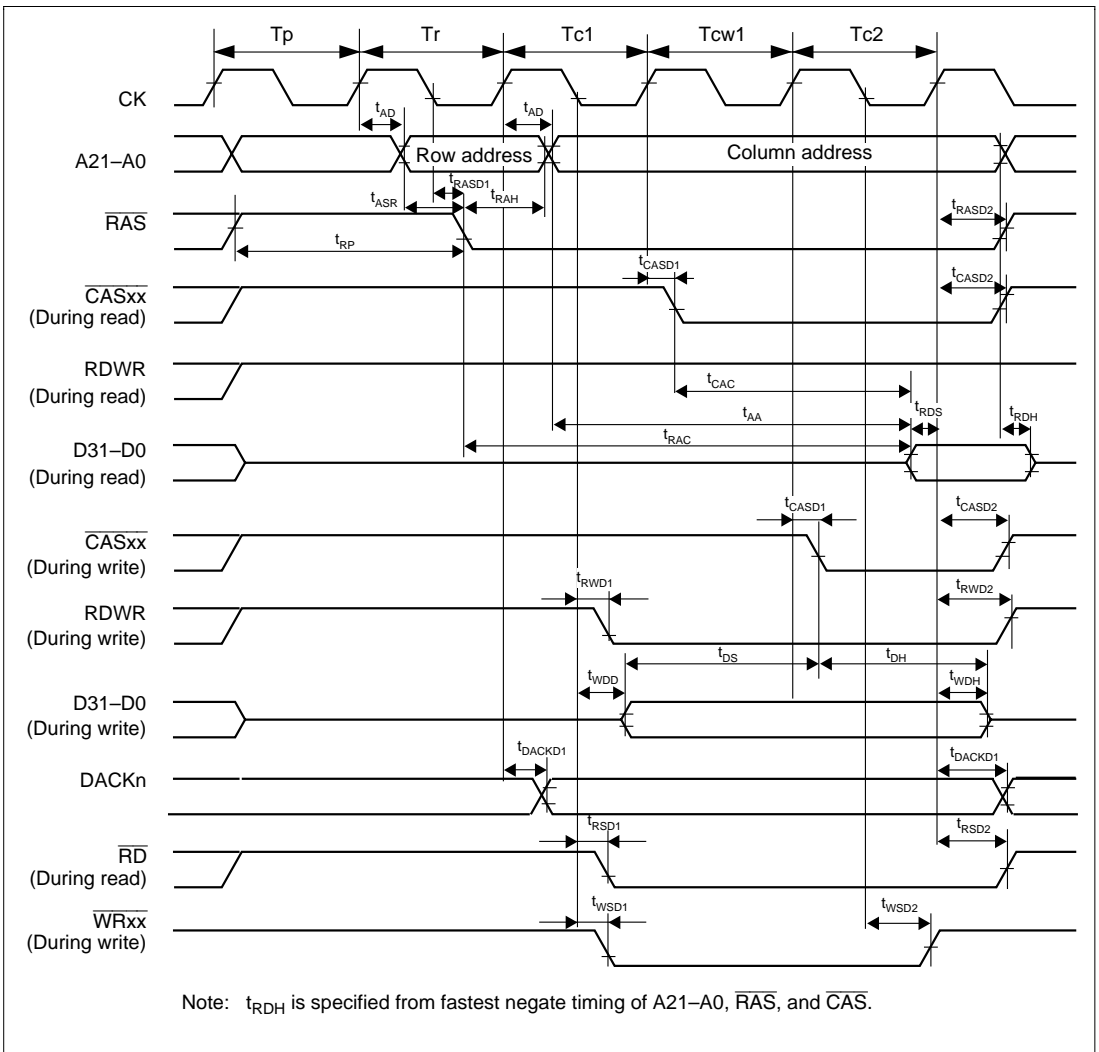 Tp Tr Tc1 Tcw1 Tc2
CK
tAD tAD
A21–A0 Row address Column address
tRASD1
tASR tRAH
RAS tRASD2
tRP
tCASD1 tCASD2
CASxx
(During read)
RDWR
(During read)
tCAC
tAA tRDS tRDH
tRAC
D31–D0
(During read)
tCASD1 tCASD2
CASxx
(During write)
tRWD1 tRWD2
RDWR
(During write)
tDS tDH
tWDD tWDH
D31–D0
(During write)
tDACKD1 tDACKD1
DACKn
tRSD1 tRSD2
RD
(During read)
tWSD1 tWSD2
WRxx
(During write)
Note: tRDH is specified from fastest negate timing of A21–A0, RAS, and CAS.